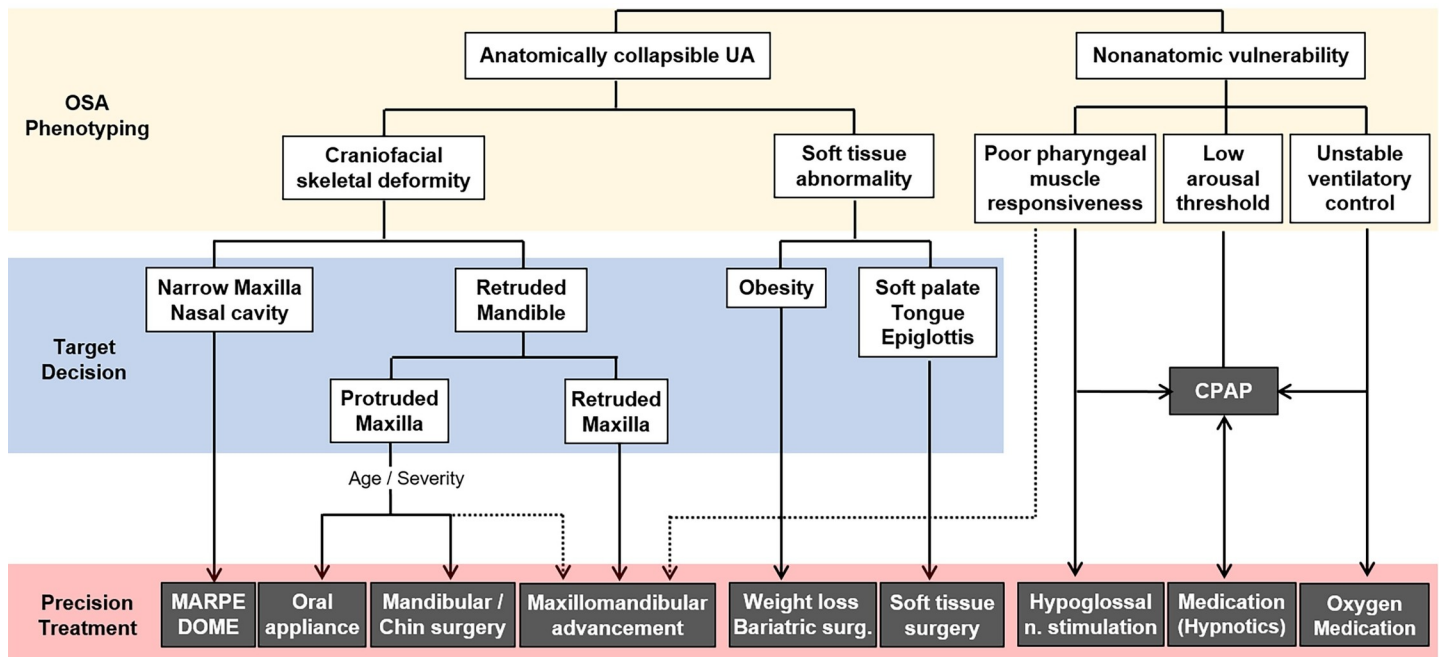 OSA
Phenotyping
Anatomically collapsible UA
Nonanatomic vulnerability
Craniofacial
skeletal deformity
Soft tissue
abnormality
Poor pharyngeal
muscle
responsiveness
Low
arousal
threshold
Unstable
ventilatory
control
Target
Decision
Narrow Maxilla
Nasal cavity
Retruded
Mandible
Obesity
Soft palate
Tongue
Epiglottis
Protruded
Maxilla
Retruded
Maxilla
CPAP
Age / Severity
Precision
Treatment
MARPE
DOME
Oral
appliance
Mandibular /
Chin surgery
Maxillomandibular
advancement
Weight loss
Bariatric surg.
Soft tissue
surgery
Hypoglossal
n. stimulation
Medication
(Hypnotics)
Oxygen
Medication